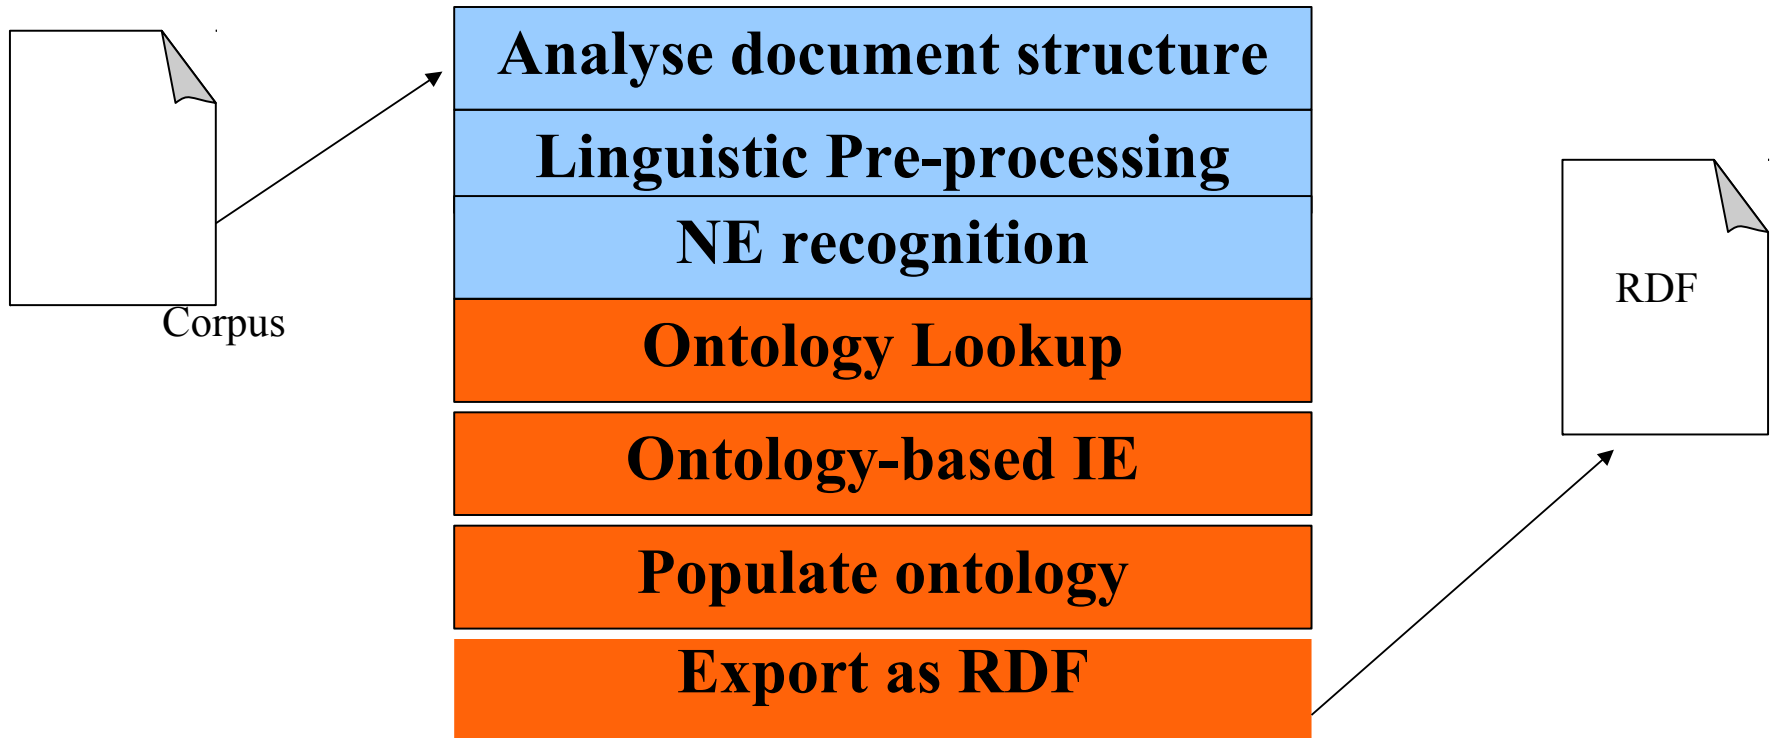 Analyse document structure
Linguistic Pre-processing
NE recognition
Corpus
Ontology Lookup
Ontology-based IE
Populate ontology
Export as RDF
RDF